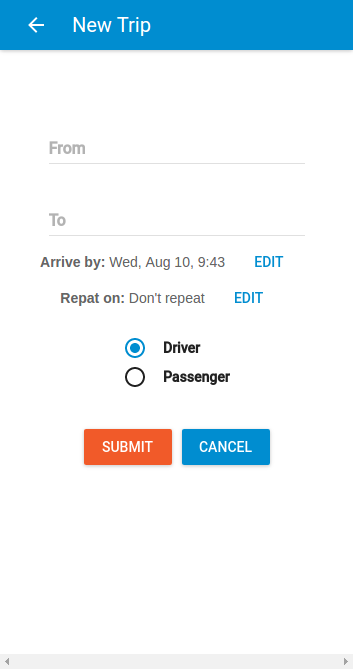 New Trip
From
To
Arrive by: Wed, Aug 10, 9:43 EDIT
Repat on: Don't repeat EDIT
Driver
Passenger
SUBMIT CANCEL